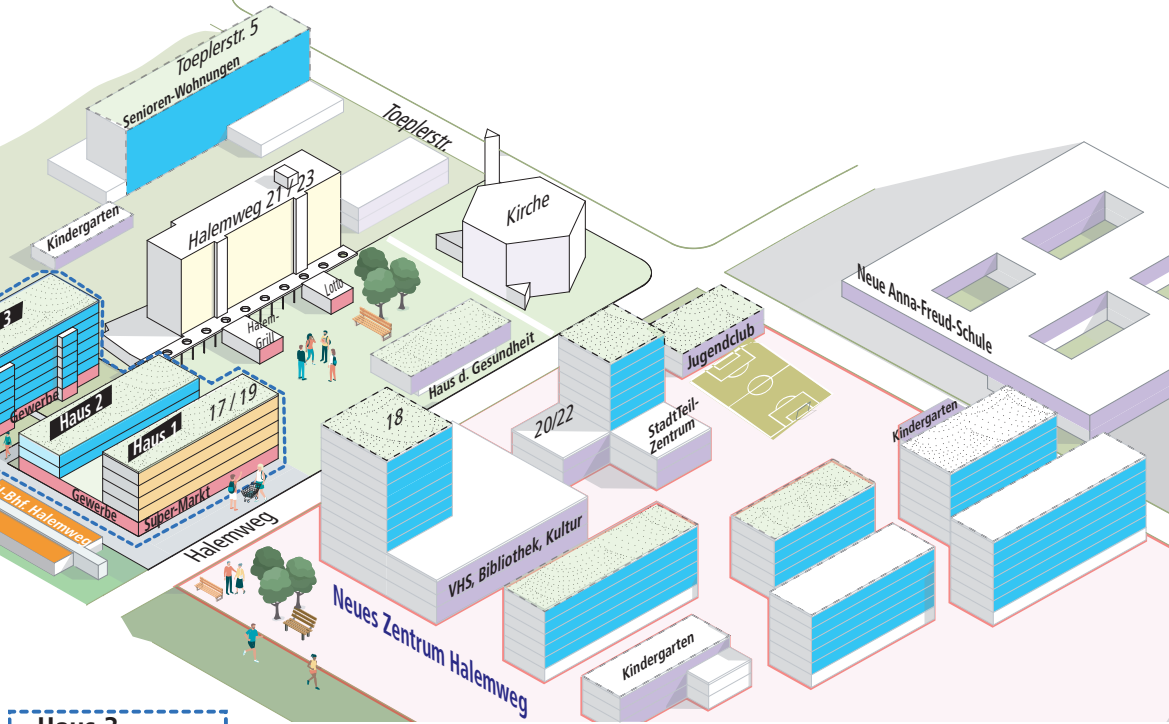 Toeplerstr. 5
Senioren-Wohnungen
Toeplerstr.
Halemweg 21 / 23
Kirche
Kindergarten
Lotto
Halem-
Grill
Neue Anna-Freud-Schule
3
Gewerbe
Haus 2
Haus 1
17 / 19
Gewerbe
Super-Markt
Bhf. Halemweg
Halemweg
Haus d. Gesundheit
Jugendclub
18
20/22
StadtTeil-
Zentrum
Kindergarten
VHS, Bibliothek, Kultur
Neues Zentrum Halemweg
Kindergarten
Haus 3